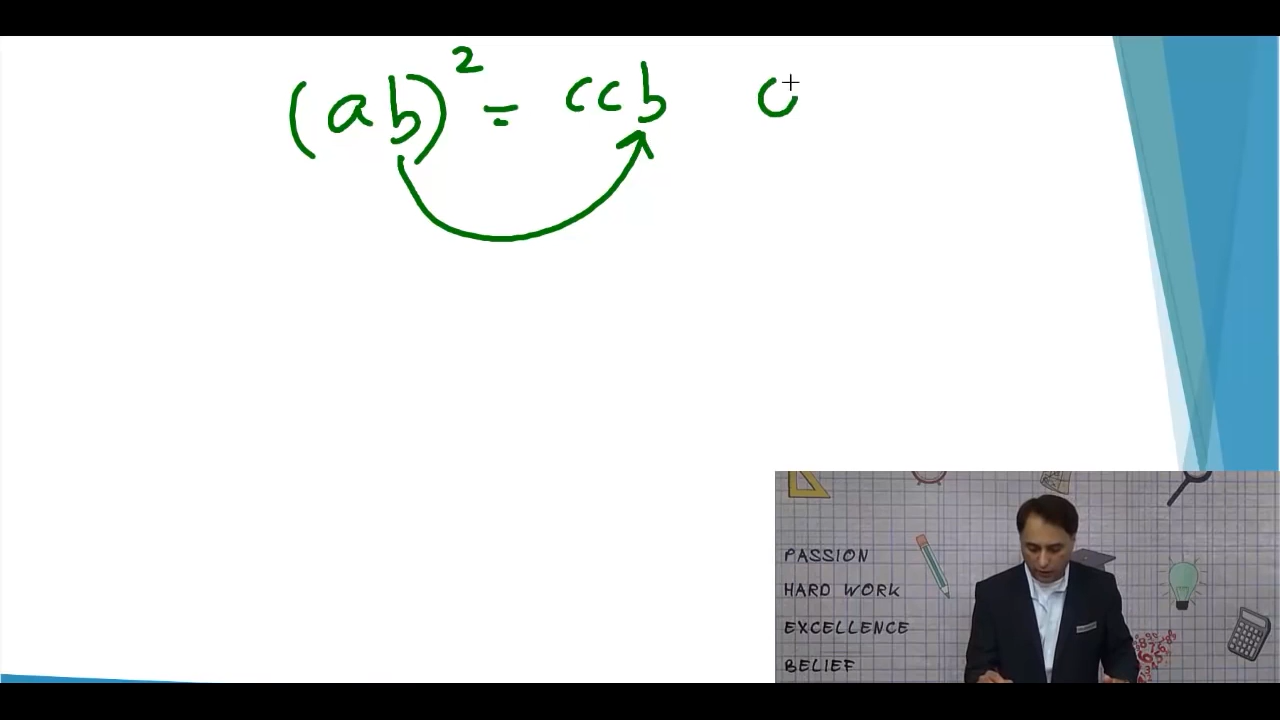 (ab)² = ccb
PASSION
HARD WORK
EXCELLENCE
BELIEF